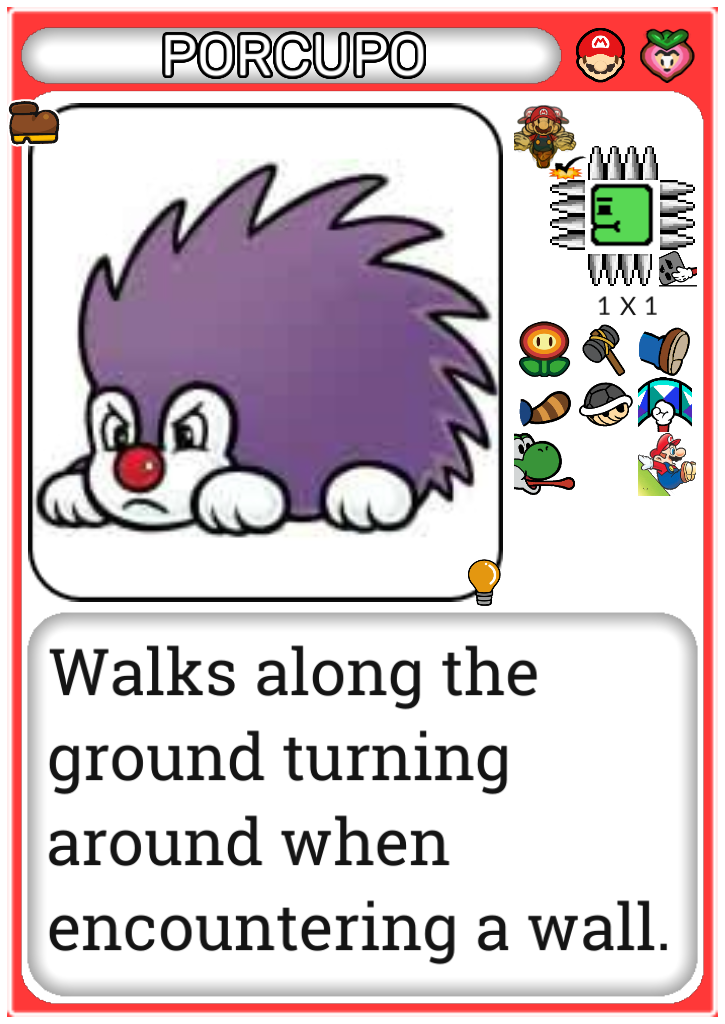 PORCUPO
M
1 X 1
Walks along the
ground turning
around when
encountering a wall.